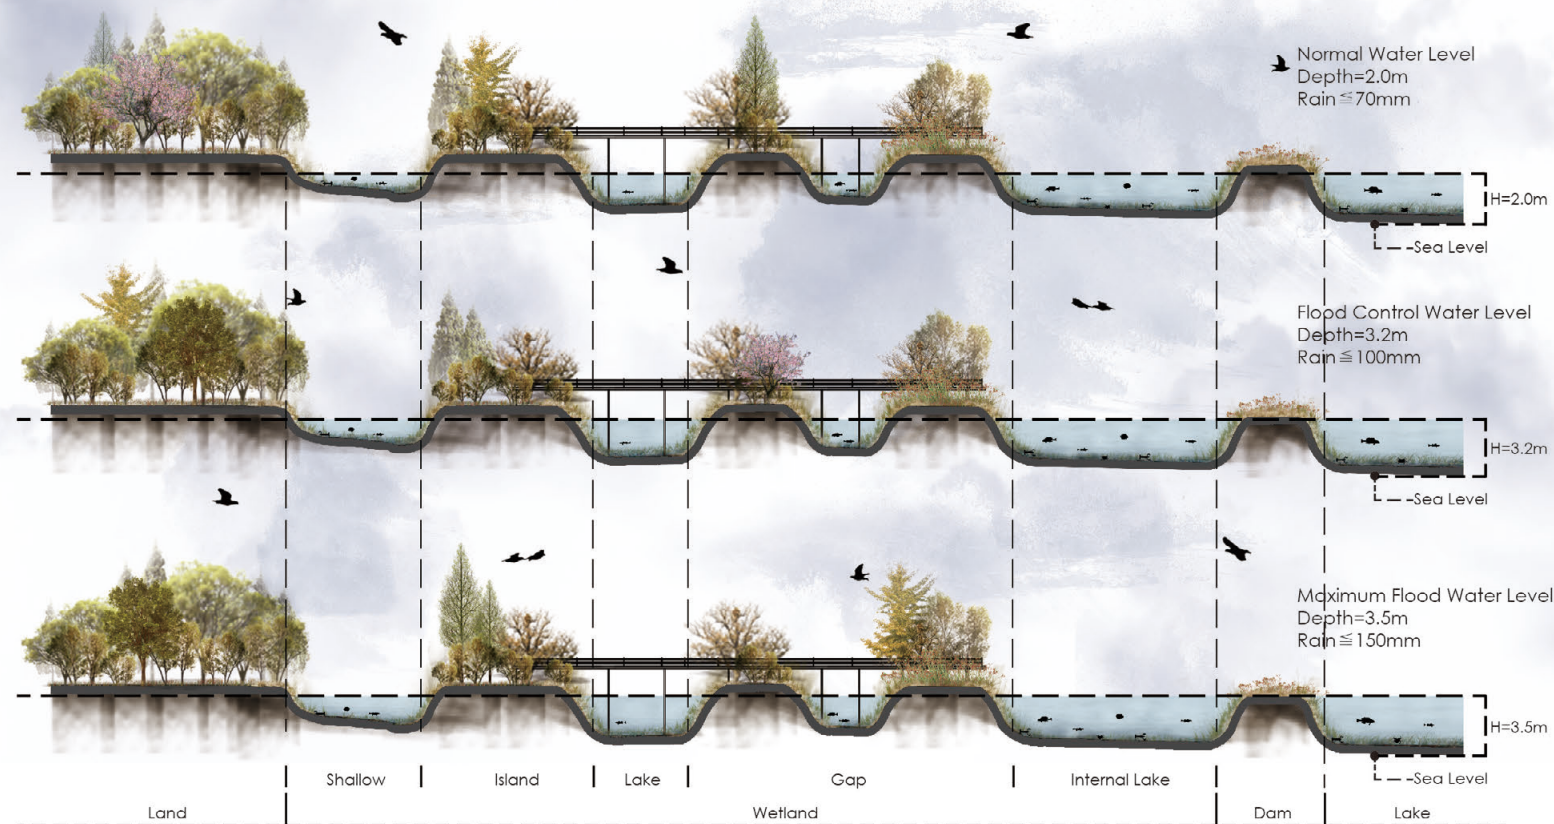 Normal Water Level
Depth=2.0m
Rain≦70mm
H=2.0m
Sea Level
Flood Control Water Level
Depth=3.2m
Rain≦100mm
H=3.2m
Sea Level
Maximum Flood Water Level
Depth=3.5m
Rain≦150mm
H=3.5m
Sea Level
Shallow Island Lake Gap Internal Lake
Land Wetland Dam Lake